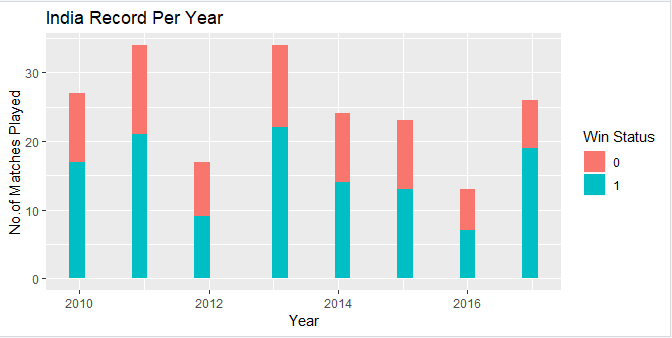 India Record Per Year
No.of Matches Played
30
20
10
0
2010
2012
2014
2016
Year
Win Status
0
1